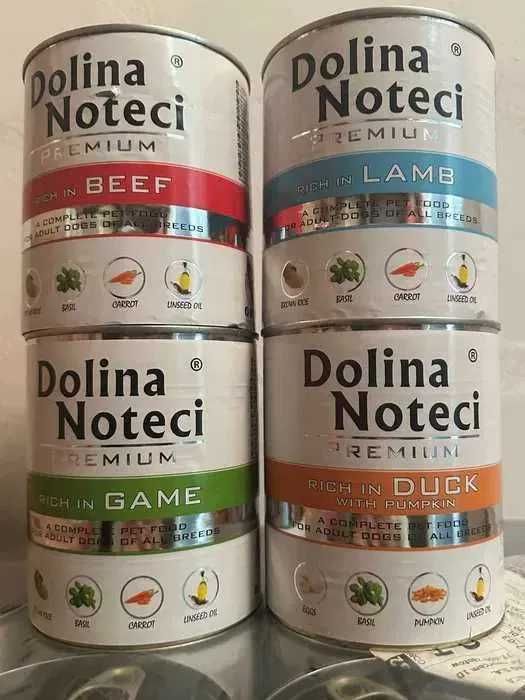 Dolina ®
Noteci
PREMIUM
RICH IN BEEF
A COMPLETE PET FOOD
FOR ADULT DOGS OF ALL BREEDS
BASIL
CARROT
LINSEED OIL
Dolina ®
Noteci
PREMIUM
RICH IN LAMB
A COMPLETE PET FOOD
FOR ADULT DOGS OF ALL BREEDS
BROWN RICE
BASIL
CARROT
LINSEED OIL
Dolina ®
Noteci
PREMIUM
RICH IN GAME
A COMPLETE PET FOOD
FOR ADULT DOGS OF ALL BREEDS
BASIL
CARROT
LINSEED OIL
Dolina ®
Noteci
PREMIUM
RICH IN DUCK
WITH PUMPKIN
A COMPLETE PET FOOD
FOR ADULT DOGS OF ALL BREEDS
EGGS
BASIL
PUMPKIN
LINSEED OIL